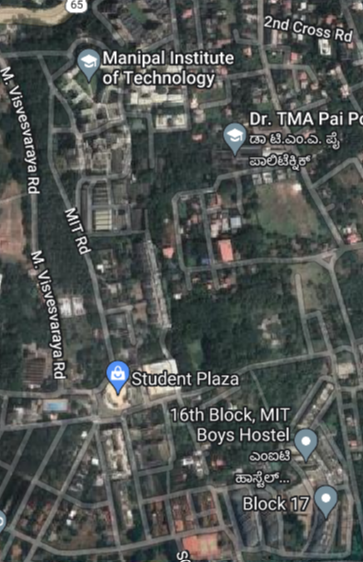 65
2nd Cross Rd
Manipal Institute
of Technology
M. Visvesvaraya Rd
Dr. TMA Pai Po
ಡಾ ಟಿ.ಎಂ.ಎ. ಪೈ
ಪಾಲಿಟೆಕ್ನಿಕ್
MIT Rd
M. Visvesvaraya Rd
Student Plaza
16th Block, MIT
Boys Hostel
ಎಂಐಟಿ
ಹಾಸ್ಟೆಲ್...
Block 17